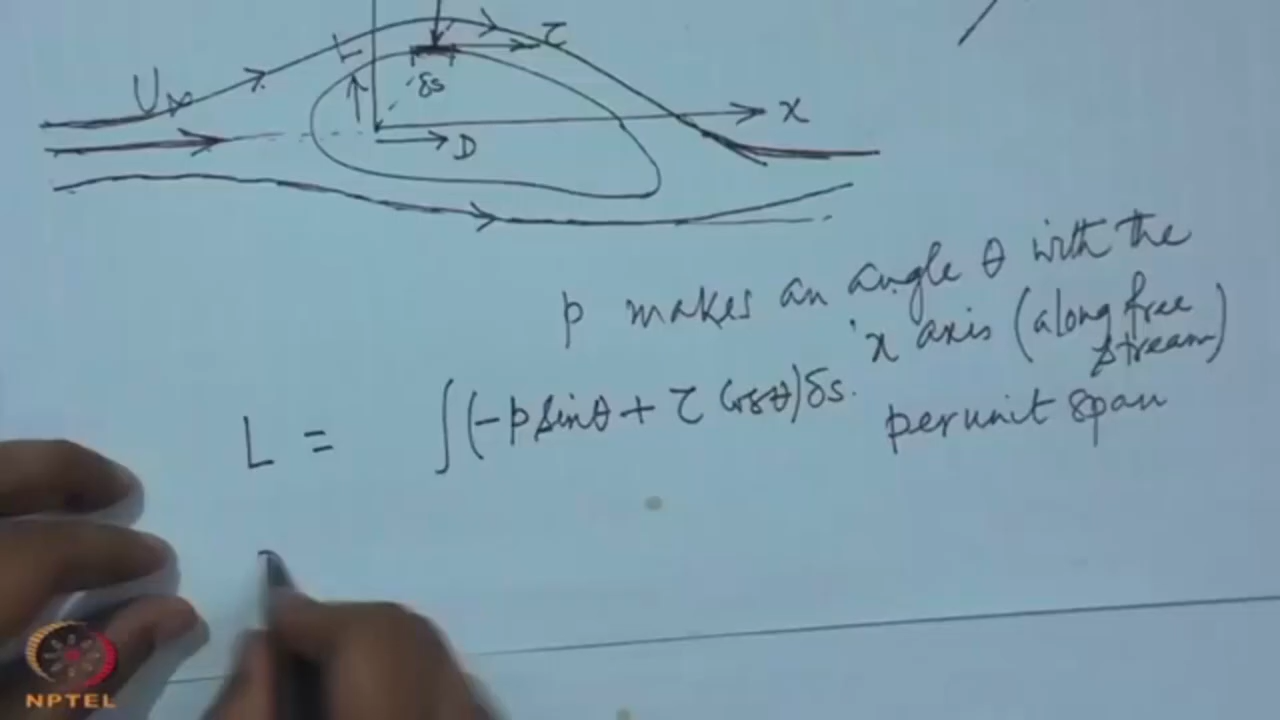 L
τ
U∞
δs
x
D
p makes an angle θ with the
x axis (along free
stream)
L = ∫(-p sinθ + τ cosθ)δs.
per unit span
NPTEL